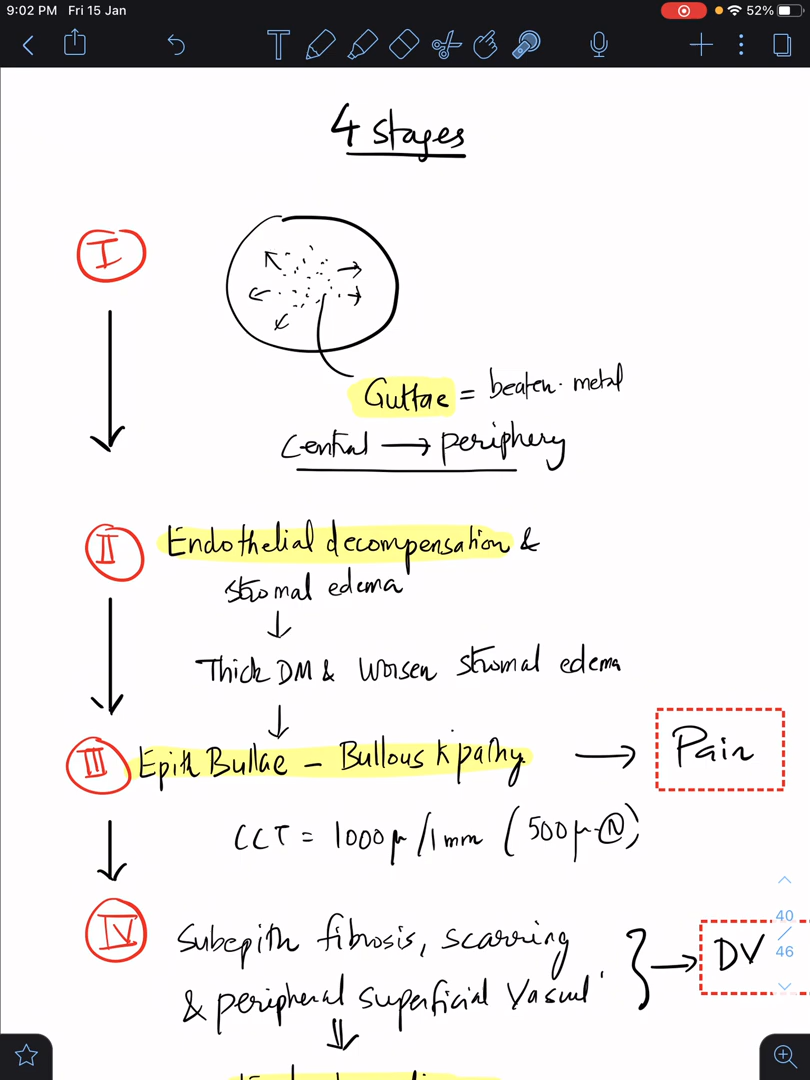 9:02 PM Fri 15 Jan
52%
4 stages
I
Guttae = beaten-metal
Central → periphery
II Endothelial decompensation &
stromal edema
↓
Thick DM & Worsen stromal edema
↓
III Epith Bullae – Bullous K'pathy → Pain
CCT = 1000μ/1mm (500μ-N)
IV Subepith fibrosis, scarring
& peripheral superficial Vascul'
} → DV
40
/
46